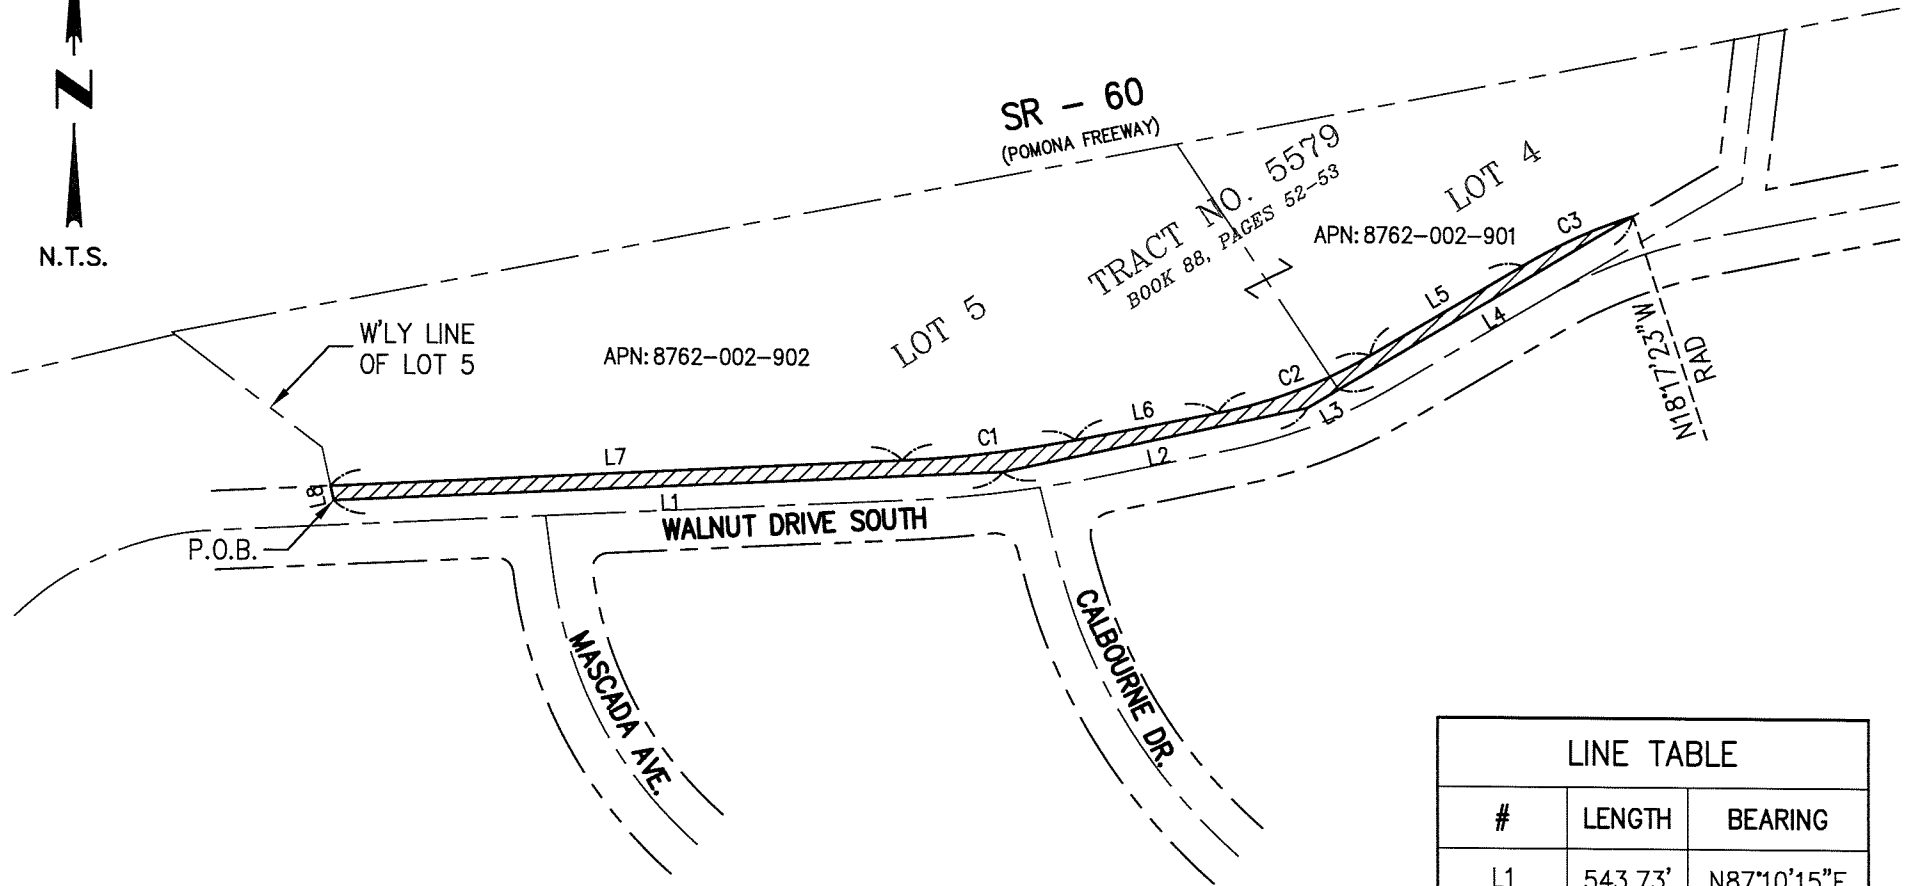 N
N.T.S.
SR - 60
(POMONA FREEWAY)
TRACT NO. 5579
BOOK 88, PAGES 52-53
LOT 4
APN: 8762-002-901
LOT 5
APN: 8762-002-902
W'LY LINE
OF LOT 5
C3
L5
L4
C2
L3
L6
L2
C1
L7
L1
L8
P.O.B.
N18°17'23"W
RAD
WALNUT DRIVE SOUTH
MASCADA AVE.
CALBOURNE DR.
LINE TABLE
# LENGTH BEARING
L1 543.73' N87°10'15"E